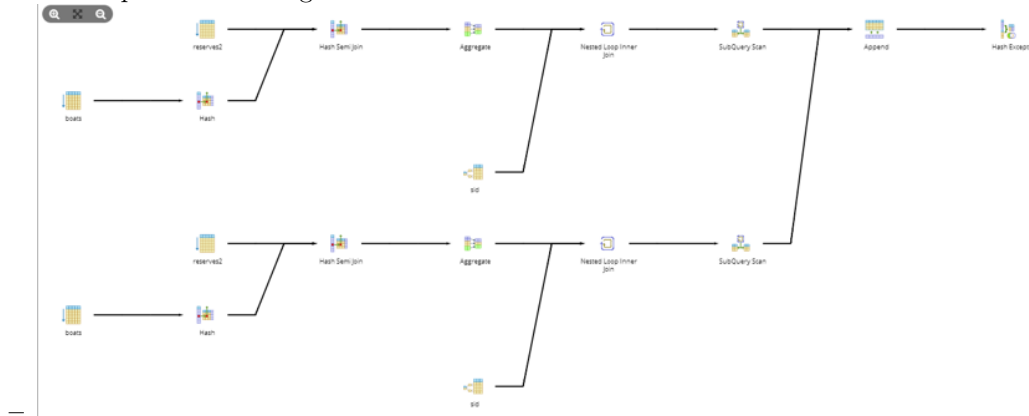 reserves2
Hash Semi Join
Aggregate
Nested Loop Inner
Join
SubQuery Scan
Append
Hash Except
boats
Hash
sid
reserves2
Hash Semi Join
Aggregate
Nested Loop Inner
Join
SubQuery Scan
boats
Hash
sid